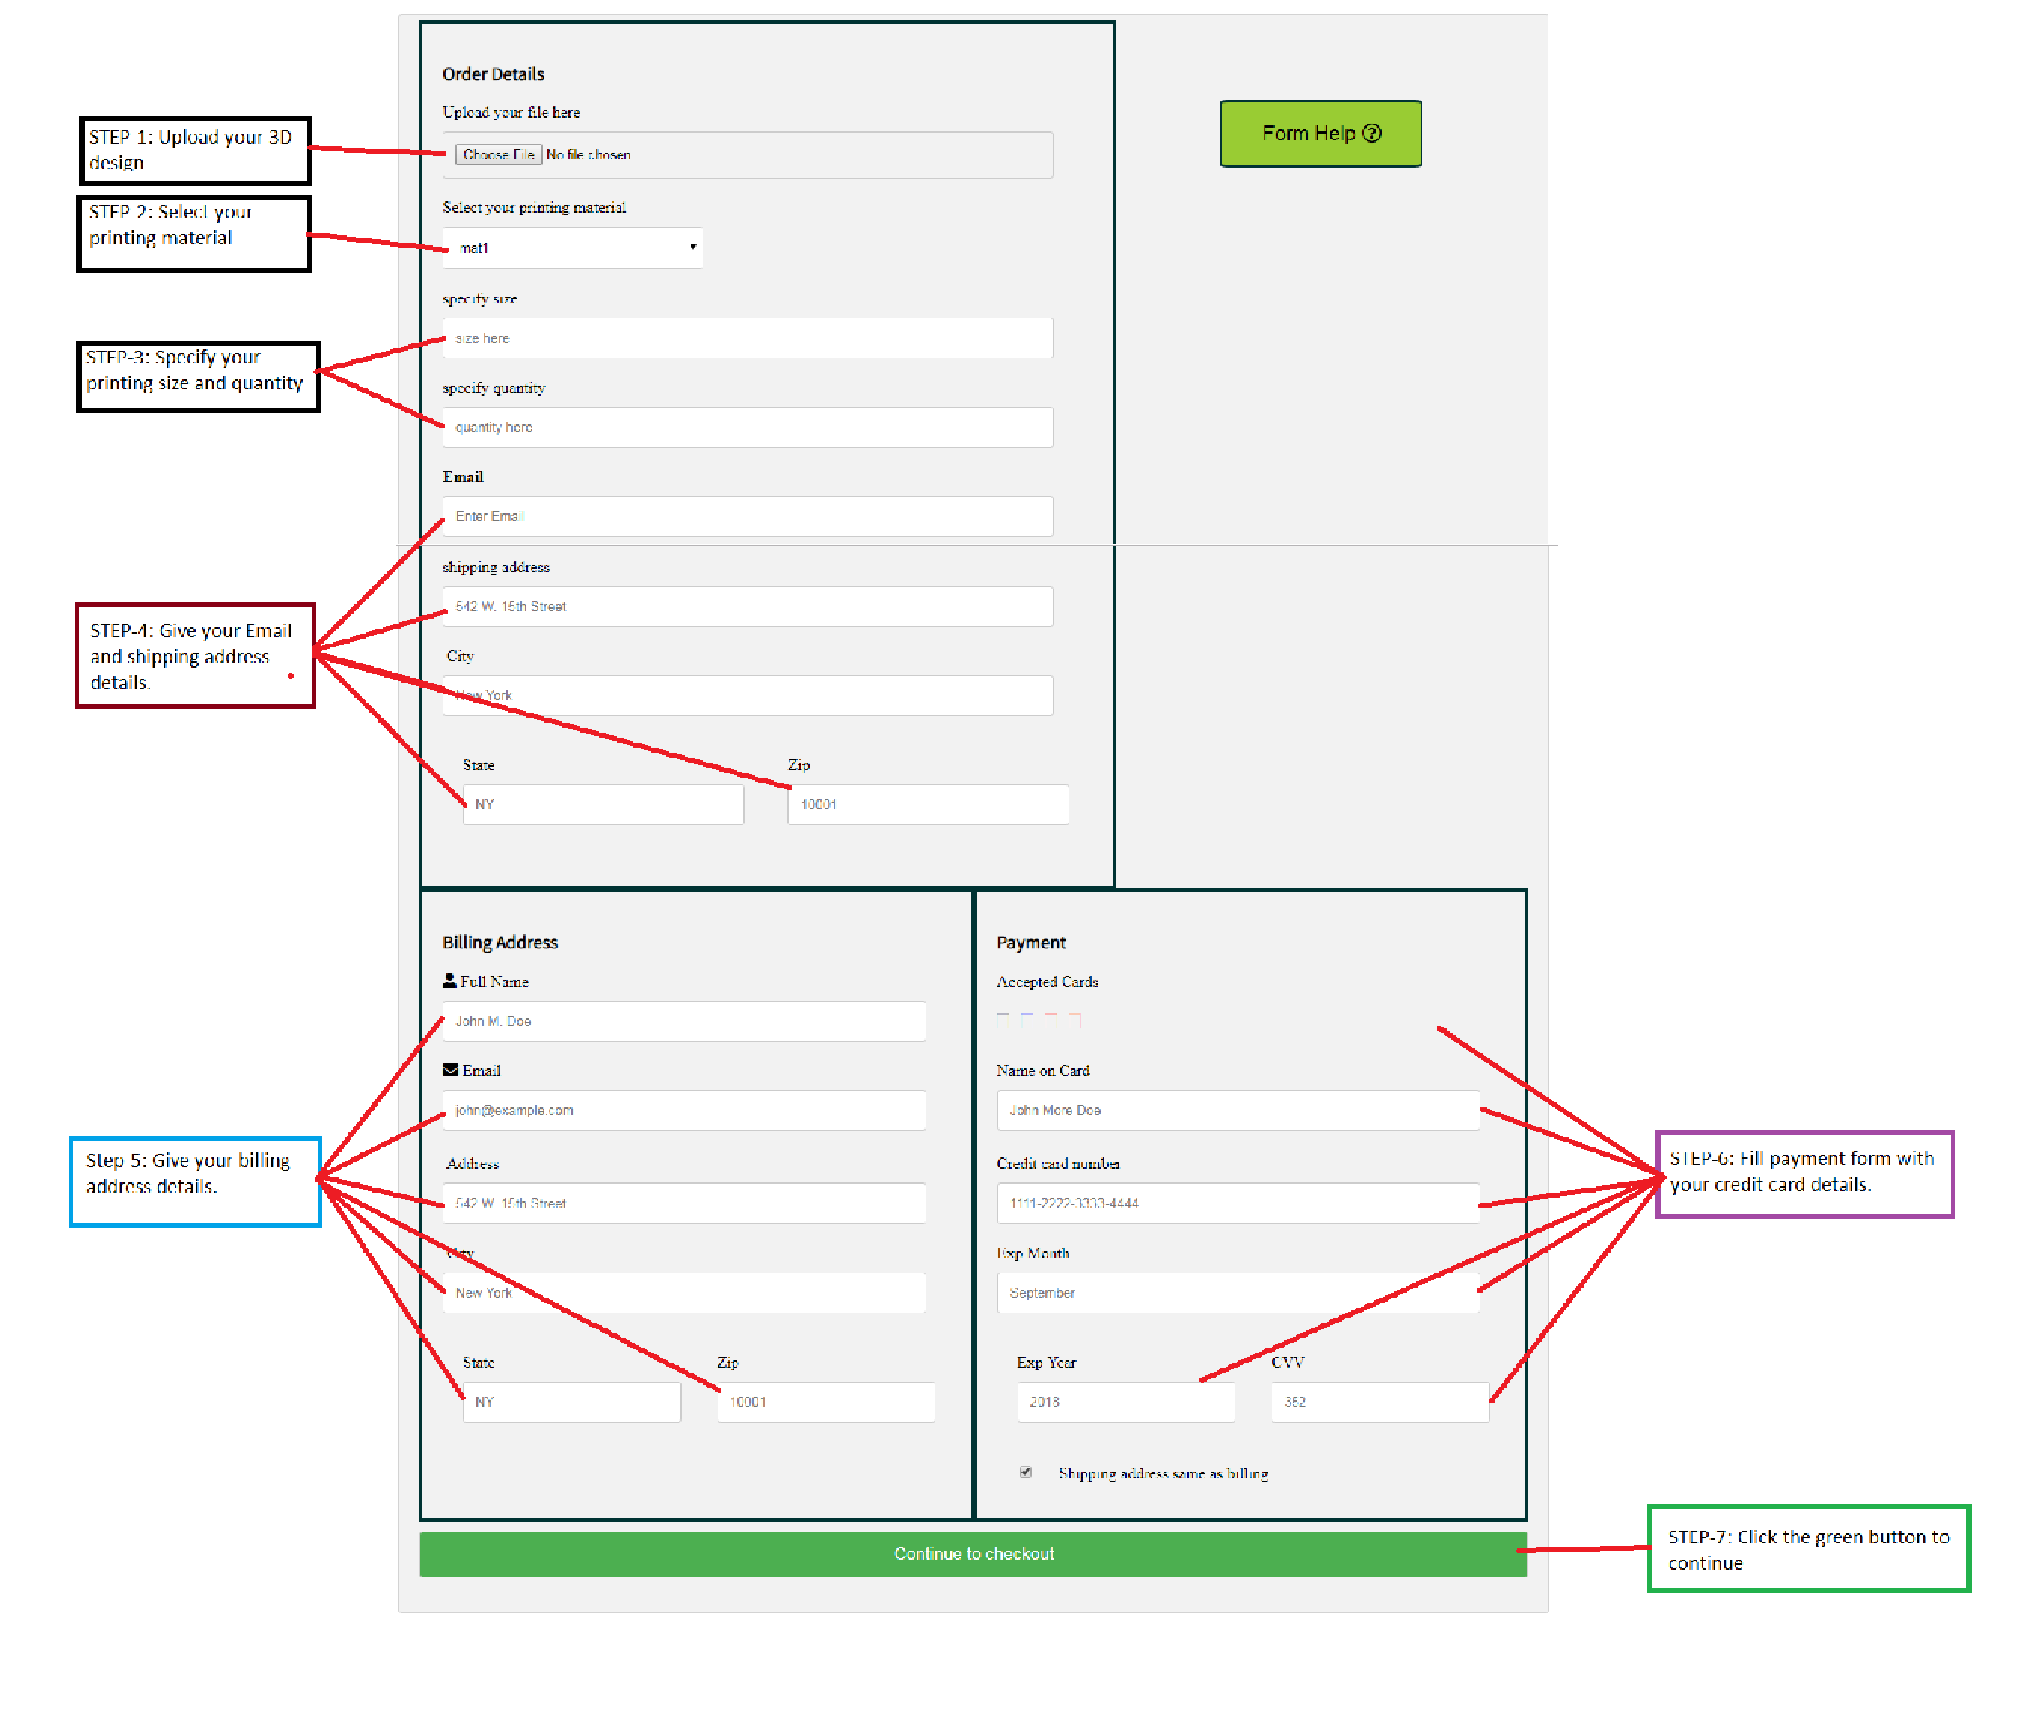 Order Details
Upload your file here
Form Help
STEP 1: Upload your 3D
design
Choose File No file chosen
Select your printing material
STEP 2: Select your
printing material
mat1
specify size
size here
STEP-3: Specify your
printing size and quantity
specify quantity
quantity here
Email
Enter Email
shipping address
542 W. 15th Street
STEP-4: Give your Email
and shipping address
details.
City
New York
State
Zip
NY
10001
Billing Address
Full Name
John M. Doe
Email
john@example.com
Address
542 W. 15th Street
City
New York
State
Zip
NY
10001
Step 5: Give your billing
address details.
Payment
Accepted Cards
Name on Card
John More Doe
Credit card number
1111-2222-3333-4444
Exp Month
September
Exp Year
CVV
2018
352
Shipping address same as billing
STEP-6: Fill payment form with
your credit card details.
Continue to checkout
STEP-7: Click the green button to
continue